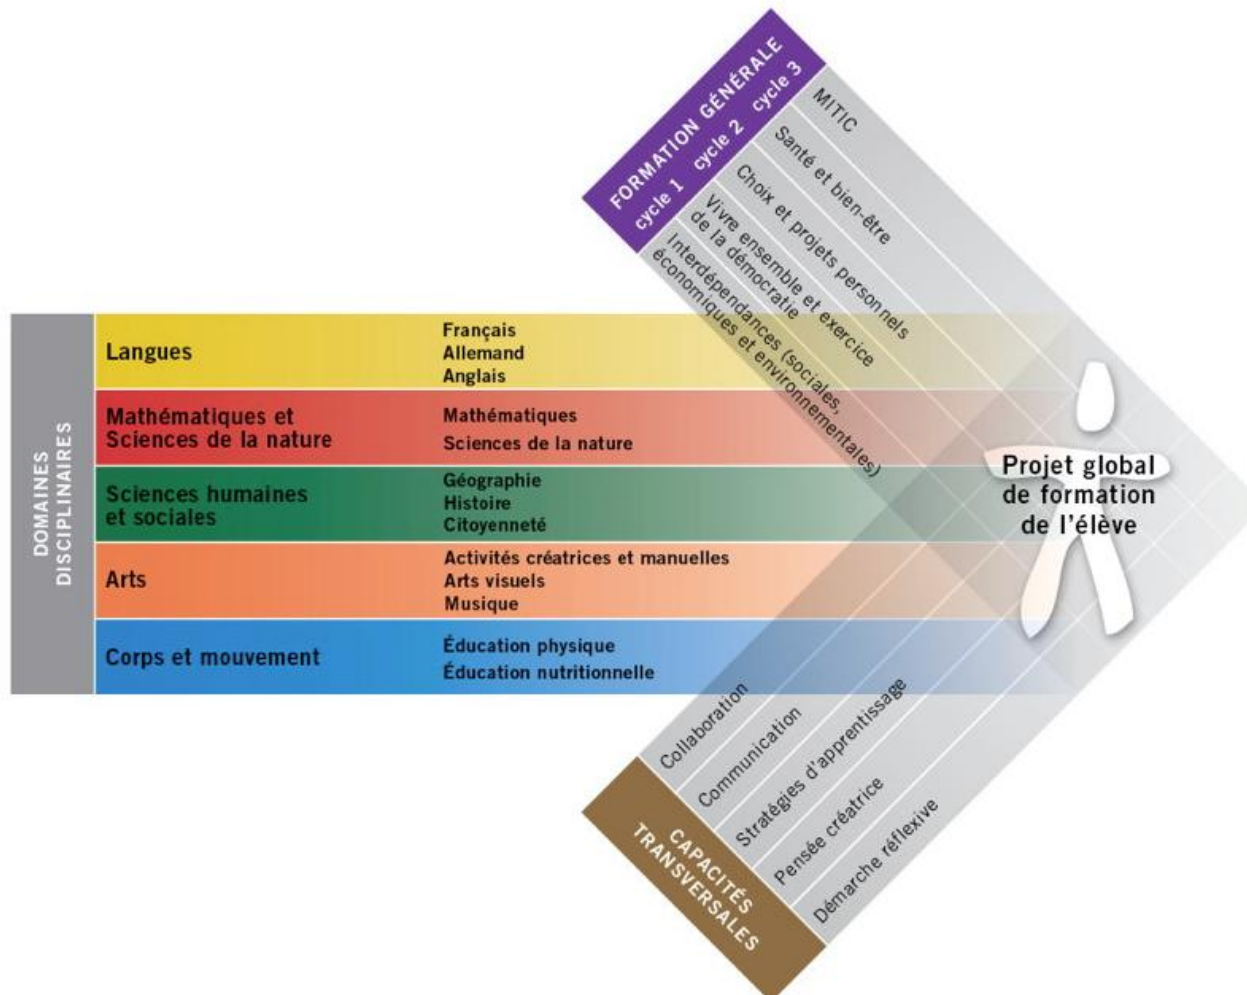 FORMATION GÉNÉRALE
cycle 1 cycle 2 cycle 3
MITIC
Santé et bien-être
Choix et projets personnels
Vivre ensemble et exercice
de la démocratie
Interdépendances (sociales,
économiques et environnementales)
DOMAINES
DISCIPLINAIRES
Langues
Français
Allemand
Anglais
Mathématiques et
Sciences de la nature
Mathématiques
Sciences de la nature
Sciences humaines
et sociales
Géographie
Histoire
Citoyenneté
Arts
Activités créatrices et manuelles
Arts visuels
Musique
Corps et mouvement
Éducation physique
Éducation nutritionnelle
Projet global
de formation
de l'élève
Collaboration
Communication
Stratégies d'apprentissage
Pensée créatrice
Démarche réflexive
CAPACITÉS
TRANSVERSALES